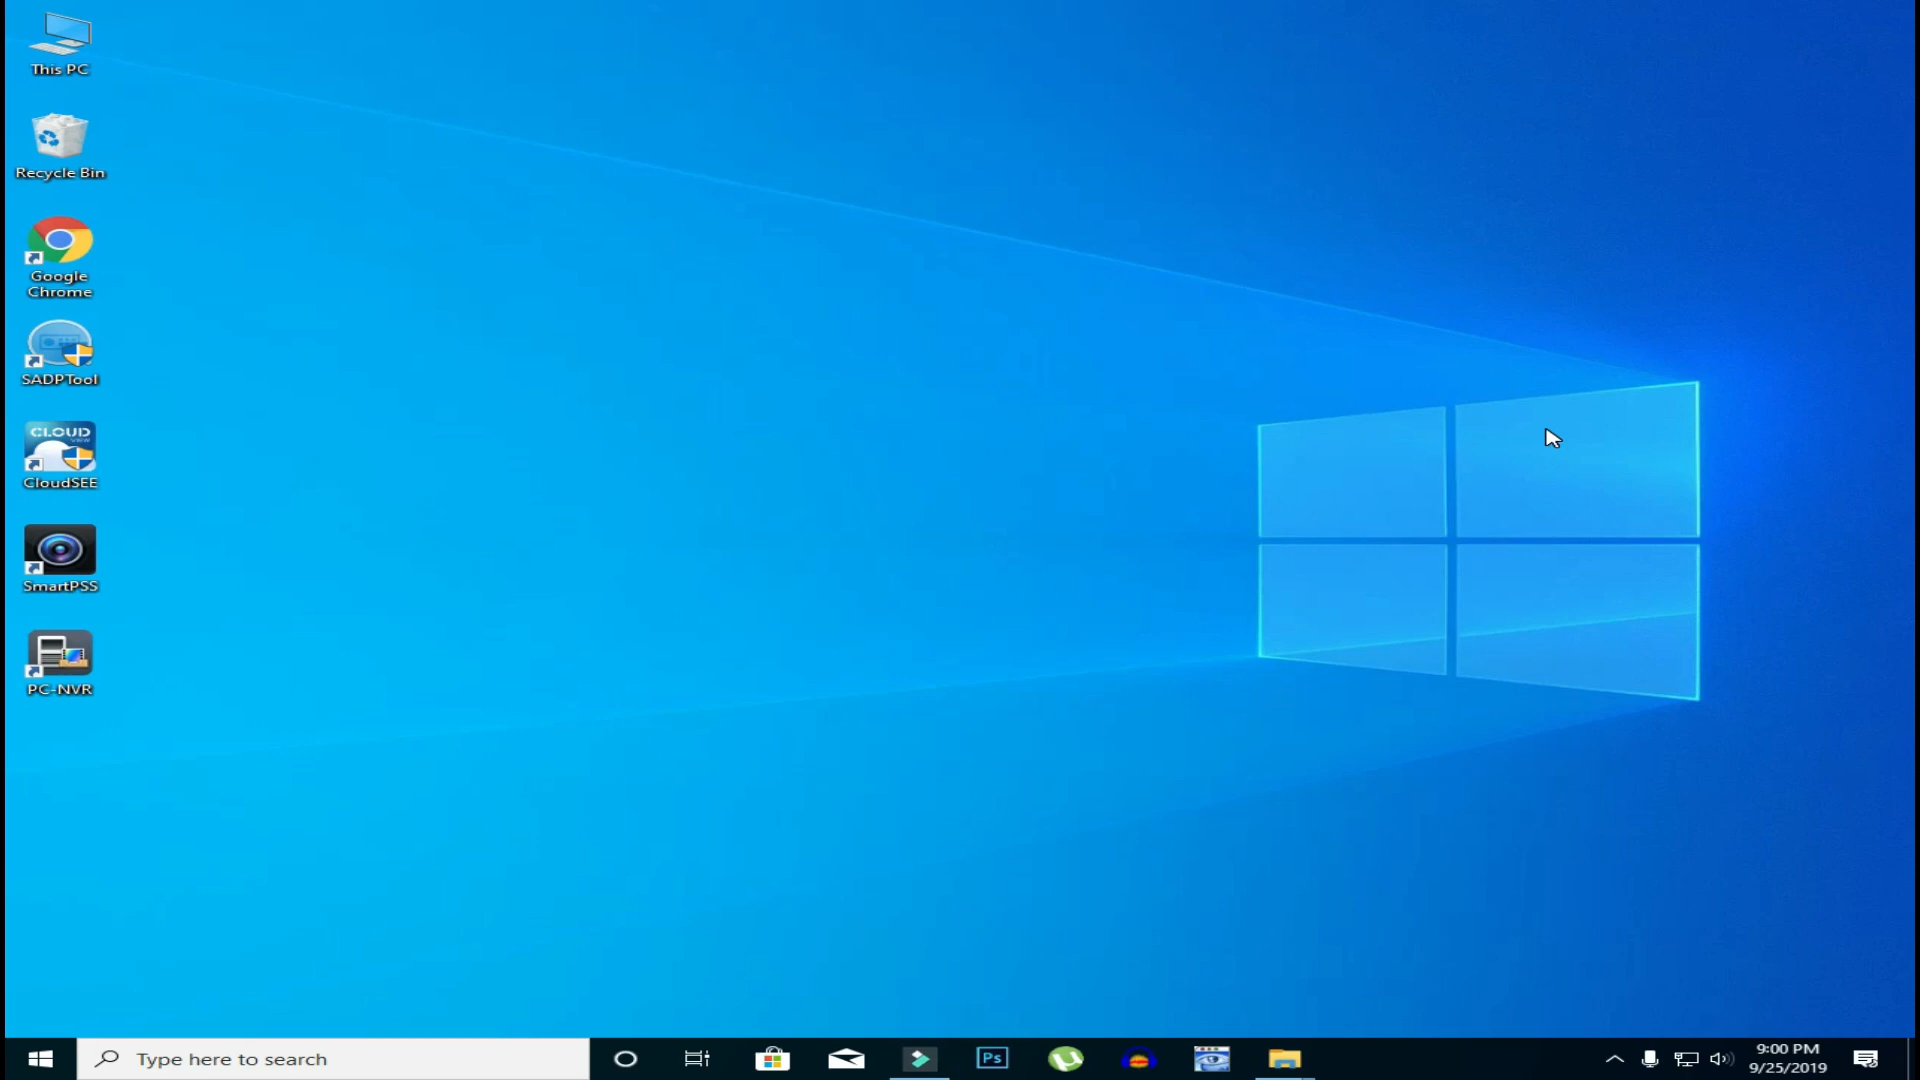 This PC
Recycle Bin
Google
Chrome
SADPTool
CLOUD
VIEW
CloudSEE
SmartPSS
PC-NVR
Type here to search
Ps
9:00 PM
9/25/2019